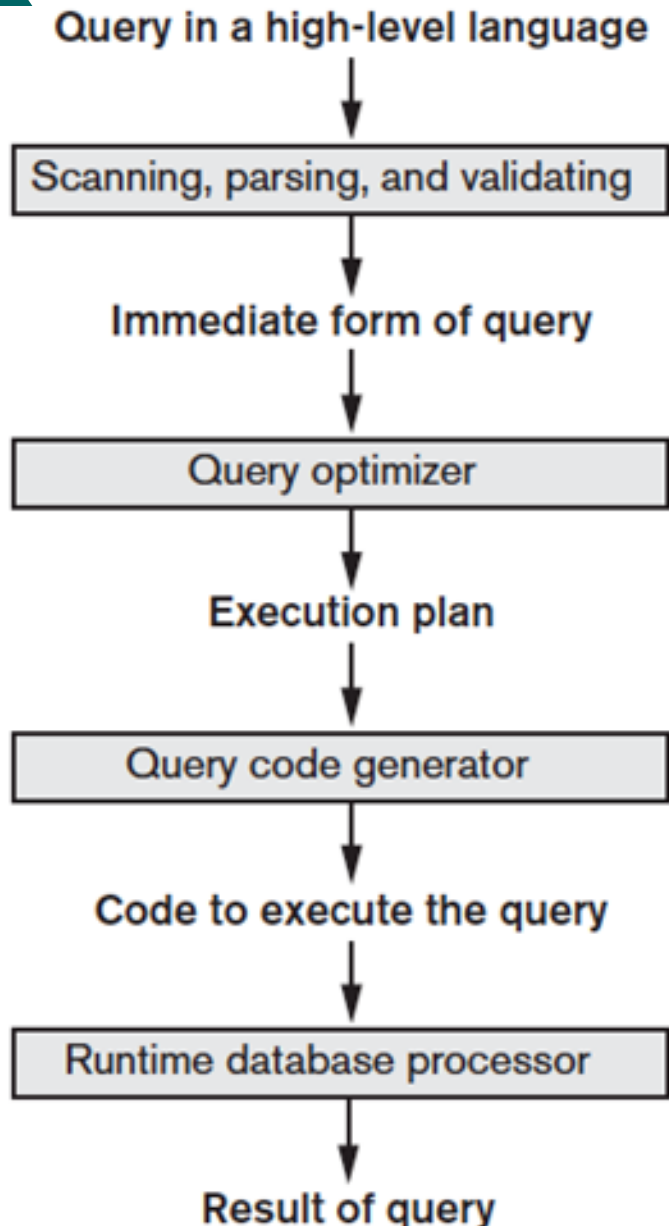 Query in a high-level language
Scanning, parsing, and validating
Immediate form of query
Query optimizer
Execution plan
Query code generator
Code to execute the query
Runtime database processor
Result of query